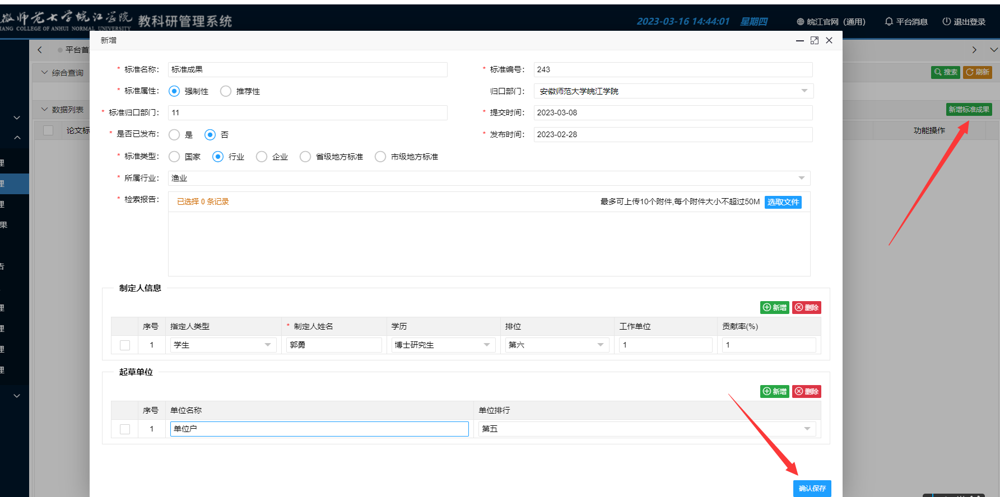 徽师范大学皖江学院 教科研管理系统
IANG COLLEGE OF ANHUI NORMAL UNIVERSITY
2023-03-16 14:44:01 星期四 皖江官网（通用） 平台消息 退出登录
平台首
新增
综合查询
搜索 刷新
* 标准名称: 标准成果 * 标准编号: 243
* 标准属性: 强制性 推荐性 归口部门: 安徽师范大学皖江学院
数据列表
新增标准成果
* 标准归口部门: 11 * 提交时间: 2023-03-08
论文标
功能操作
* 是否已发布: 是 否 * 发布时间: 2023-02-28
* 标准类型: 国家 行业 企业 省级地方标准 市级地方标准
理
* 所属行业: 渔业
理
* 检索报告: 已选择 0 条记录 最多可上传10个附件,每个附件大小不超过50M 选取文件
理
果
告
制定人信息
理
新增 删除
序号 指定人类型 * 制定人姓名 学历 排位 工作单位 贡献率(%)
理
1 学生 郭勇 博士研究生 第六 1 1
理
理
起草单位
新增 删除
序号 单位名称 单位排行
1 单位户 第五
确认保存